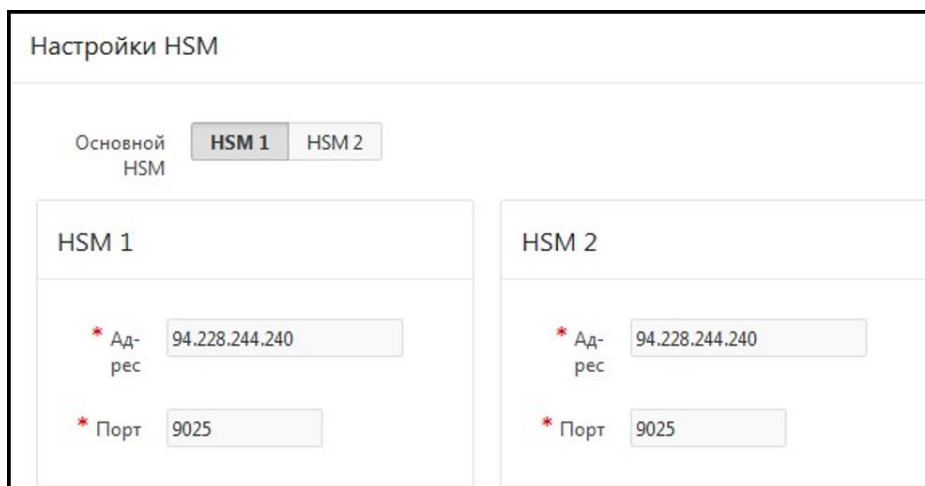 Настройки HSM
Основной HSM 1 HSM 2
HSM
HSM 1
* Ад-
рес 94.228.244.240
* Порт 9025
HSM 2
* Ад-
рес 94.228.244.240
* Порт 9025